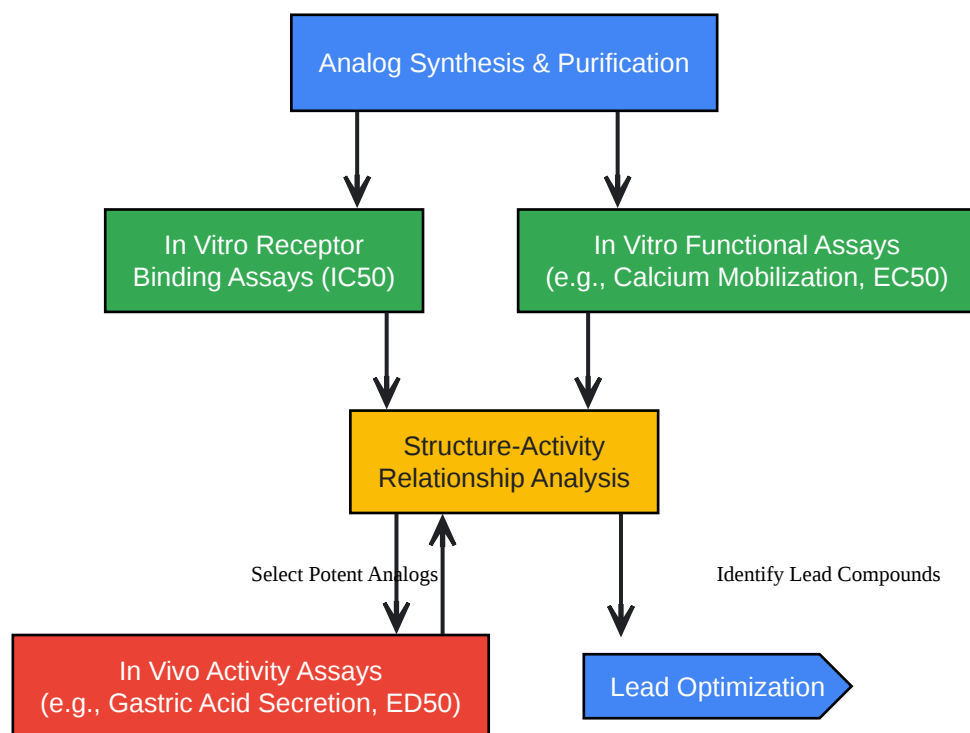 Analog Synthesis & Purification
In Vitro Receptor
Binding Assays (IC50)
In Vitro Functional Assays
(e.g., Calcium Mobilization, EC50)
Structure-Activity
Relationship Analysis
Select Potent Analogs
Identify Lead Compounds
In Vivo Activity Assays
(e.g., Gastric Acid Secretion, ED50)
Lead Optimization